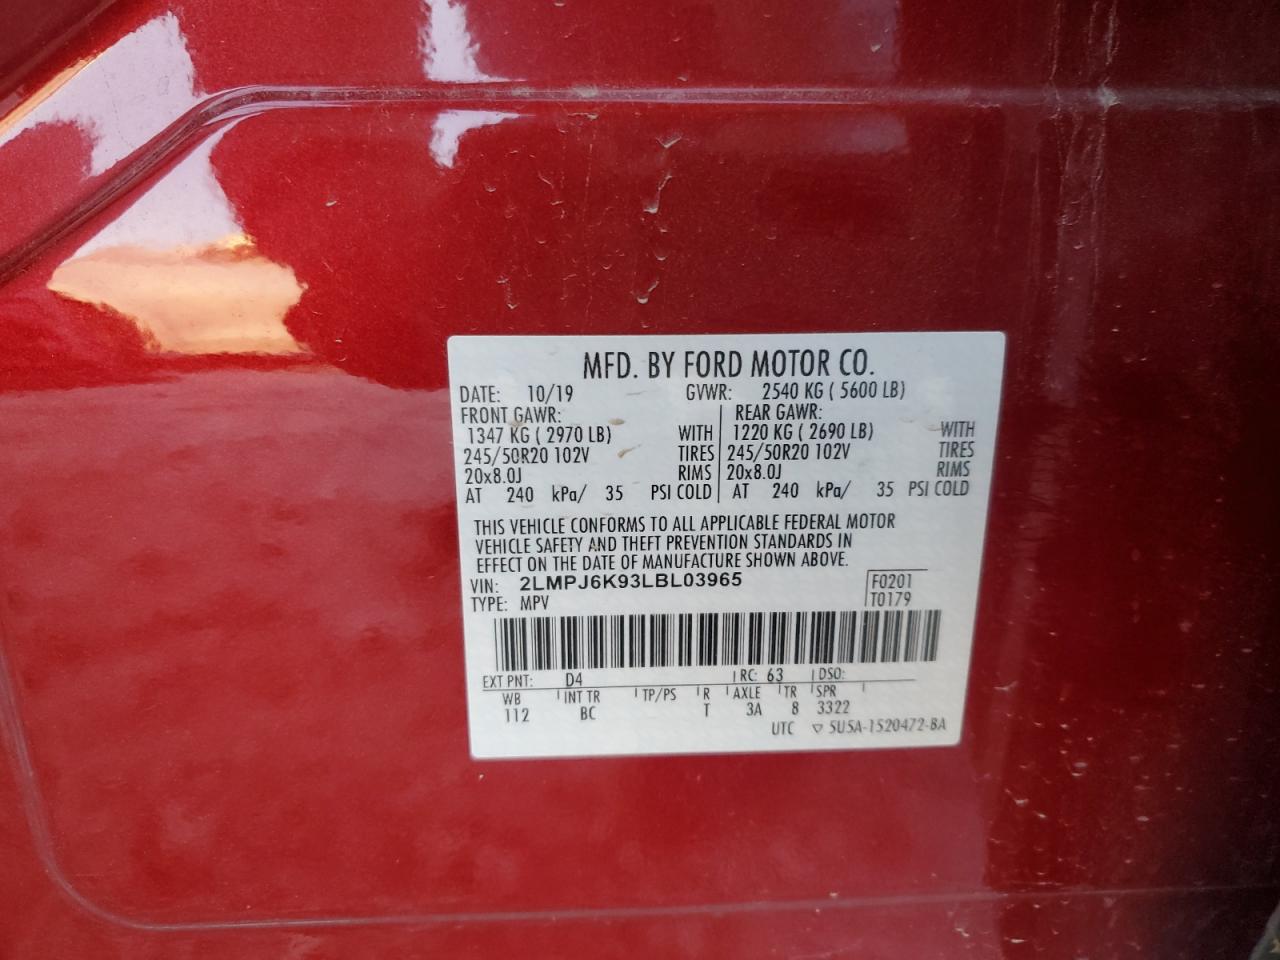 MFD. BY FORD MOTOR CO.
DATE: 10/19 GVWR: 2540 KG ( 5600 LB)
FRONT GAWR: REAR GAWR:
1347 KG ( 2970 LB) WITH 1220 KG ( 2690 LB) WITH
245/50R20 102V TIRES 245/50R20 102V TIRES
20x8.0J RIMS 20x8.0J RIMS
AT 240 kPa/ 35 PSI COLD AT 240 kPa/ 35 PSI COLD
THIS VEHICLE CONFORMS TO ALL APPLICABLE FEDERAL MOTOR
VEHICLE SAFETY AND THEFT PREVENTION STANDARDS IN
EFFECT ON THE DATE OF MANUFACTURE SHOWN ABOVE.
VIN: 2LMPJ6K93LBL03965 F0201
TYPE: MPV T0179
EXT PNT: D4 RC: 63 DSO:
WB INT TR TP/PS R AXLE TR SPR
112 BC T 3A 8 3322
UTC ▽ 5U5A-1520472-BA